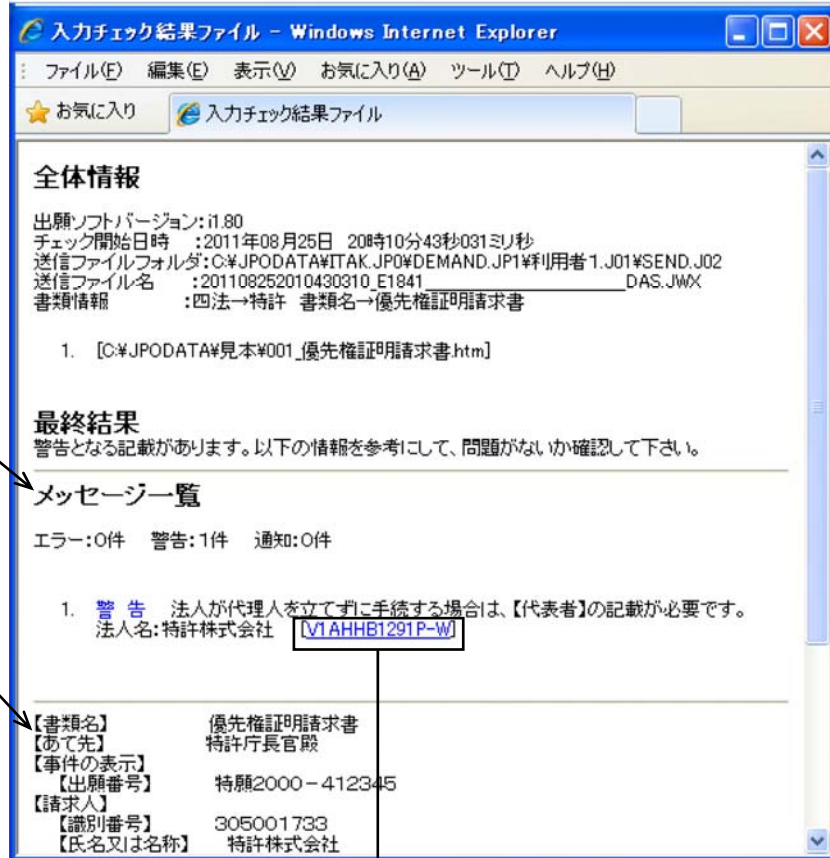 入力チェック結果ファイル - Windows Internet Explorer
ファイル(F) 編集(E) 表示(V) お気に入り(A) ツール(T) ヘルプ(H)
お気に入り 入力チェック結果ファイル
全体情報
出願ソフトバージョン:i1.80
チェック開始日時 :2011年08月25日 20時10分43秒031ミリ秒
送信ファイルフォルダ:C:¥JPODATA¥ITAK.JP0¥DEMAND.JP1¥利用者1.J01¥SEND.J02
送信ファイル名 :201108252010430310_E1841____________________DAS.JWX
書類情報 :四法→特許 書類名→優先権証明請求書
1. [C:¥JPODATA¥見本¥001_優先権証明請求書.htm]
最終結果
警告となる記載があります。以下の情報を参考にして、問題がないか確認して下さい。
メッセージ一覧
エラー:0件 警告:1件 通知:0件
1. 警 告 法人が代理人を立てずに手続する場合は、【代表者】の記載が必要です。
法人名:特許株式会社 [V1AHHB1291P-W]
【書類名】 優先権証明請求書
【あて先】 特許庁長官殿
【事件の表示】
【出願番号】 特願2000-412345
【請求人】
【識別番号】 305001733
【氏名又は名称】 特許株式会社